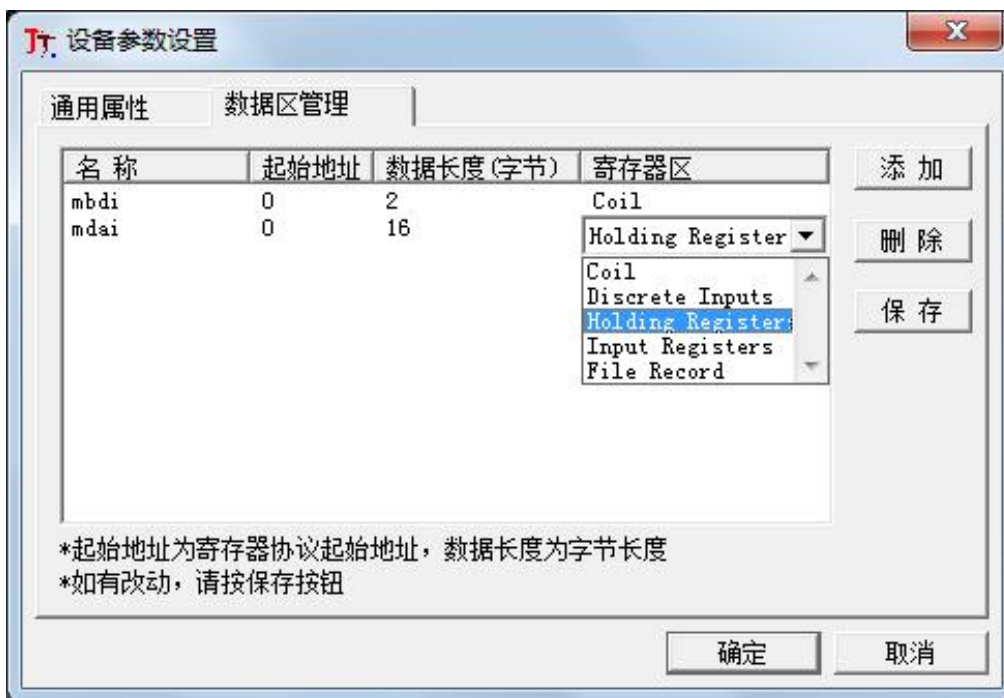 设备参数设置
通用属性 数据区管理
名 称 起始地址 数据长度(字节) 寄存器区
mbdi 0 2 Coil
mdai 0 16 Holding Register
Coil
Discrete Inputs
Holding Registers
Input Registers
File Record
添 加
删 除
保 存
*起始地址为寄存器协议起始地址，数据长度为字节长度
*如有改动，请按保存按钮
确定 取消